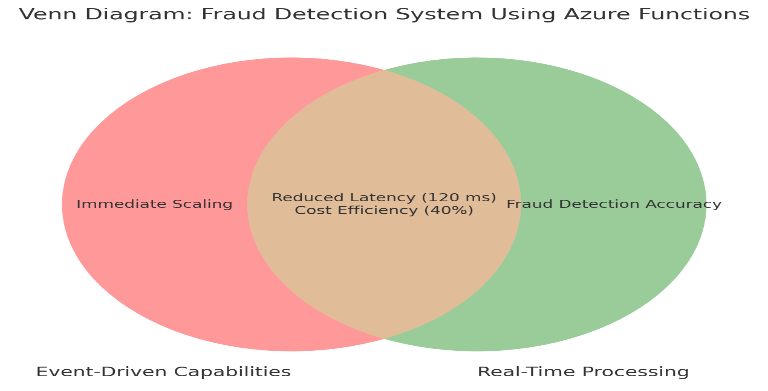 Venn Diagram: Fraud Detection System Using Azure Functions
Immediate Scaling
Reduced Latency (120 ms)
Cost Efficiency (40%)
Fraud Detection Accuracy
Event-Driven Capabilities
Real-Time Processing